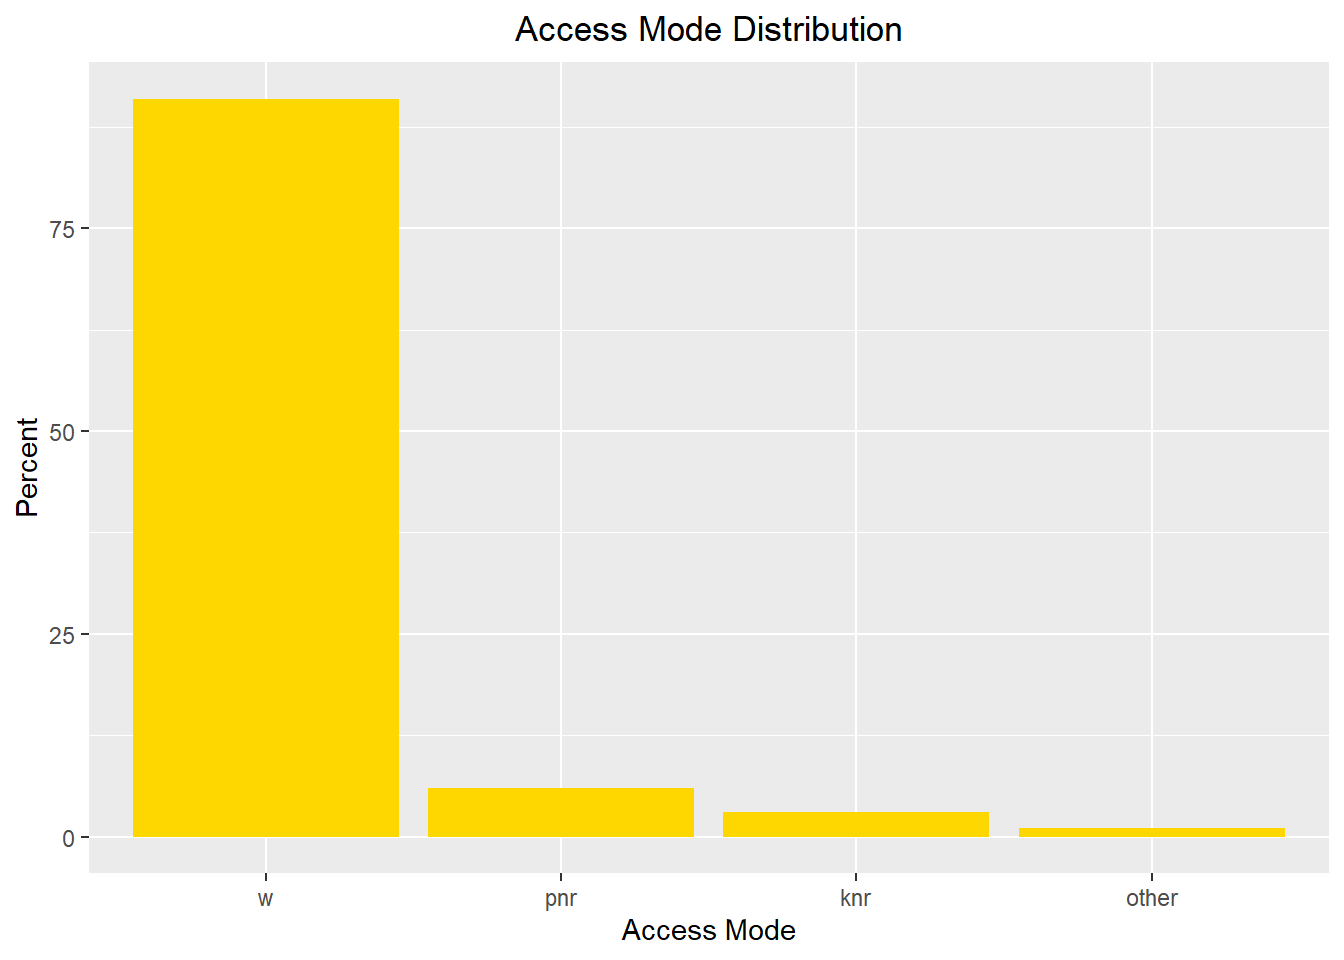 Access Mode Distribution
Percent
75
50
25
0
w pnr knr other
Access Mode